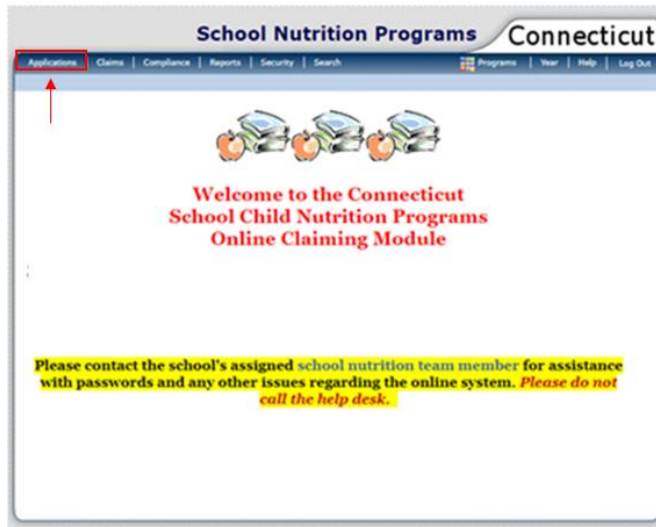 School Nutrition Programs Connecticut
Applications | Claims | Compliance | Reports | Security | Search Programs | Year | Help | Log Out
Welcome to the Connecticut
School Child Nutrition Programs
Online Claiming Module
Please contact the school's assigned school nutrition team member for assistance
with passwords and any other issues regarding the online system. Please do not
call the help desk.